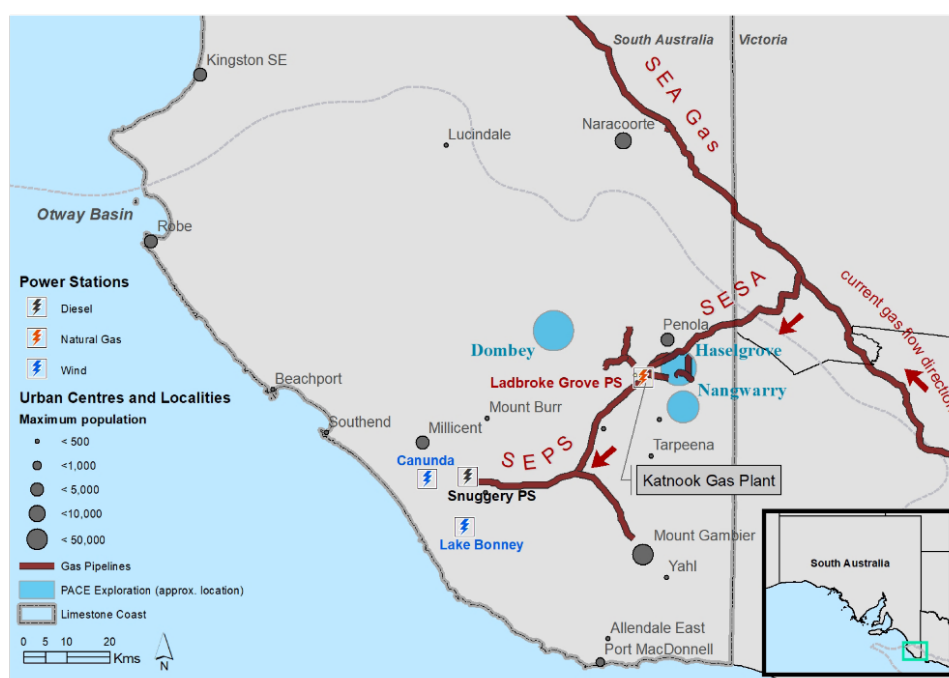 South Australia
Victoria
Kingston SE
SEA Gas
Lucindale
Naracoorte
Otway Basin
Robe
current gas flow direction
SESA
Power Stations
Diesel
Natural Gas
Wind
Penola
Dombey
Haselgrove
Ladbroke Grove PS
Nangwarry
Beachport
Urban Centres and Localities
Maximum population
< 500
<1,000
< 5,000
<10,000
< 50,000
Mount Burr
Southend
Millicent
SEPS
Tarpeena
Canunda
Snuggery PS
Katnook Gas Plant
Lake Bonney
Mount Gambier
Yahl
Gas Pipelines
PACE Exploration (approx. location)
Limestone Coast
South Australia
Allendale East
Port MacDonnell
0 5 10 20
Kms
N